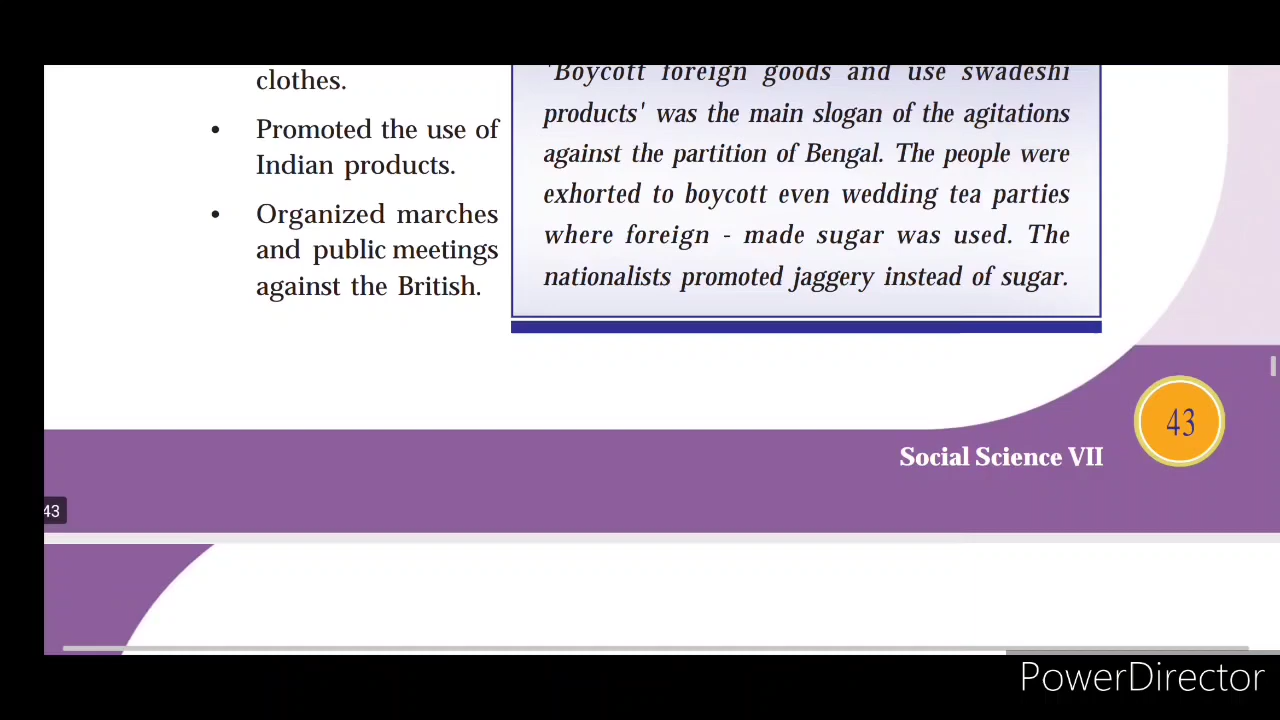 clothes.
• Promoted the use of
Indian products.
• Organized marches
and public meetings
against the British.
'Boycott foreign goods and use swadeshi
products' was the main slogan of the agitations
against the partition of Bengal. The people were
exhorted to boycott even wedding tea parties
where foreign - made sugar was used. The
nationalists promoted jaggery instead of sugar.
43
Social Science VII
43
PowerDirector